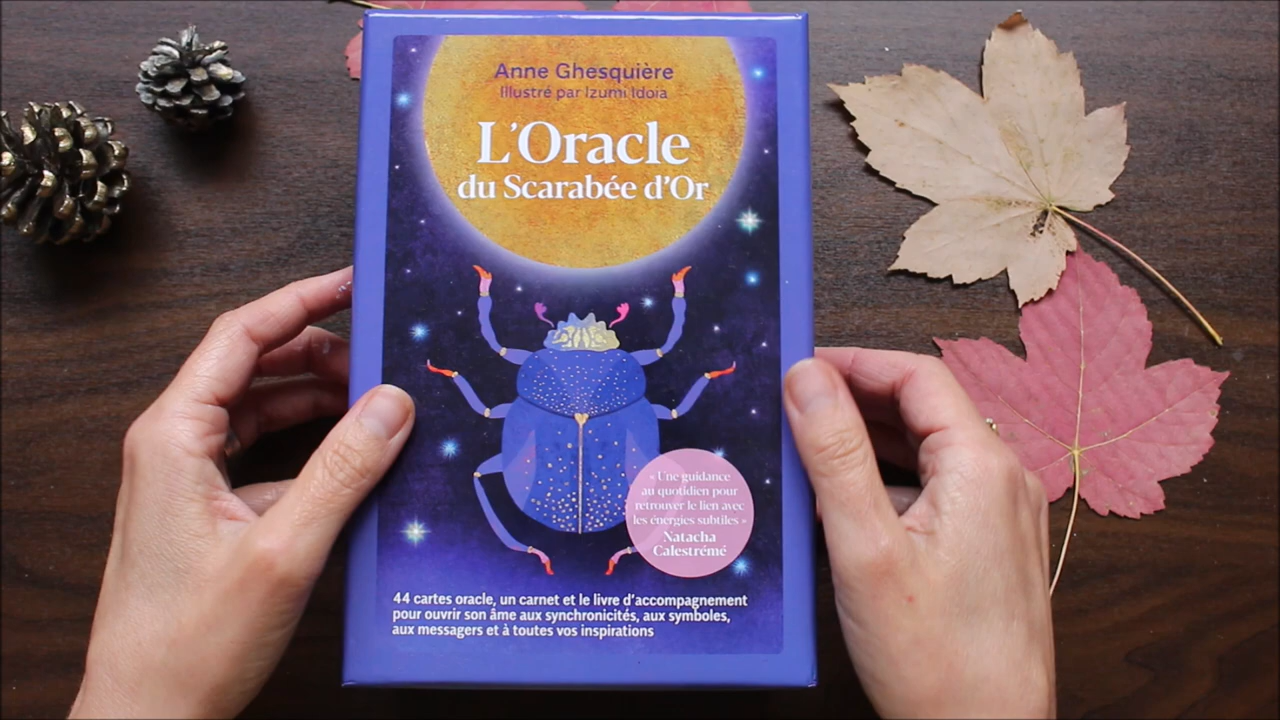 Anne Ghesquière
Illustré par Izumi Idoia
L'Oracle
du Scarabée d'Or
« Une guidance
au quotidien pour
retrouver le lien avec
les énergies subtiles »
Natacha
Calestrémé
44 cartes oracle, un carnet et le livre d'accompagnement
pour ouvrir son âme aux synchronicités, aux symboles,
aux messagers et à toutes vos inspirations